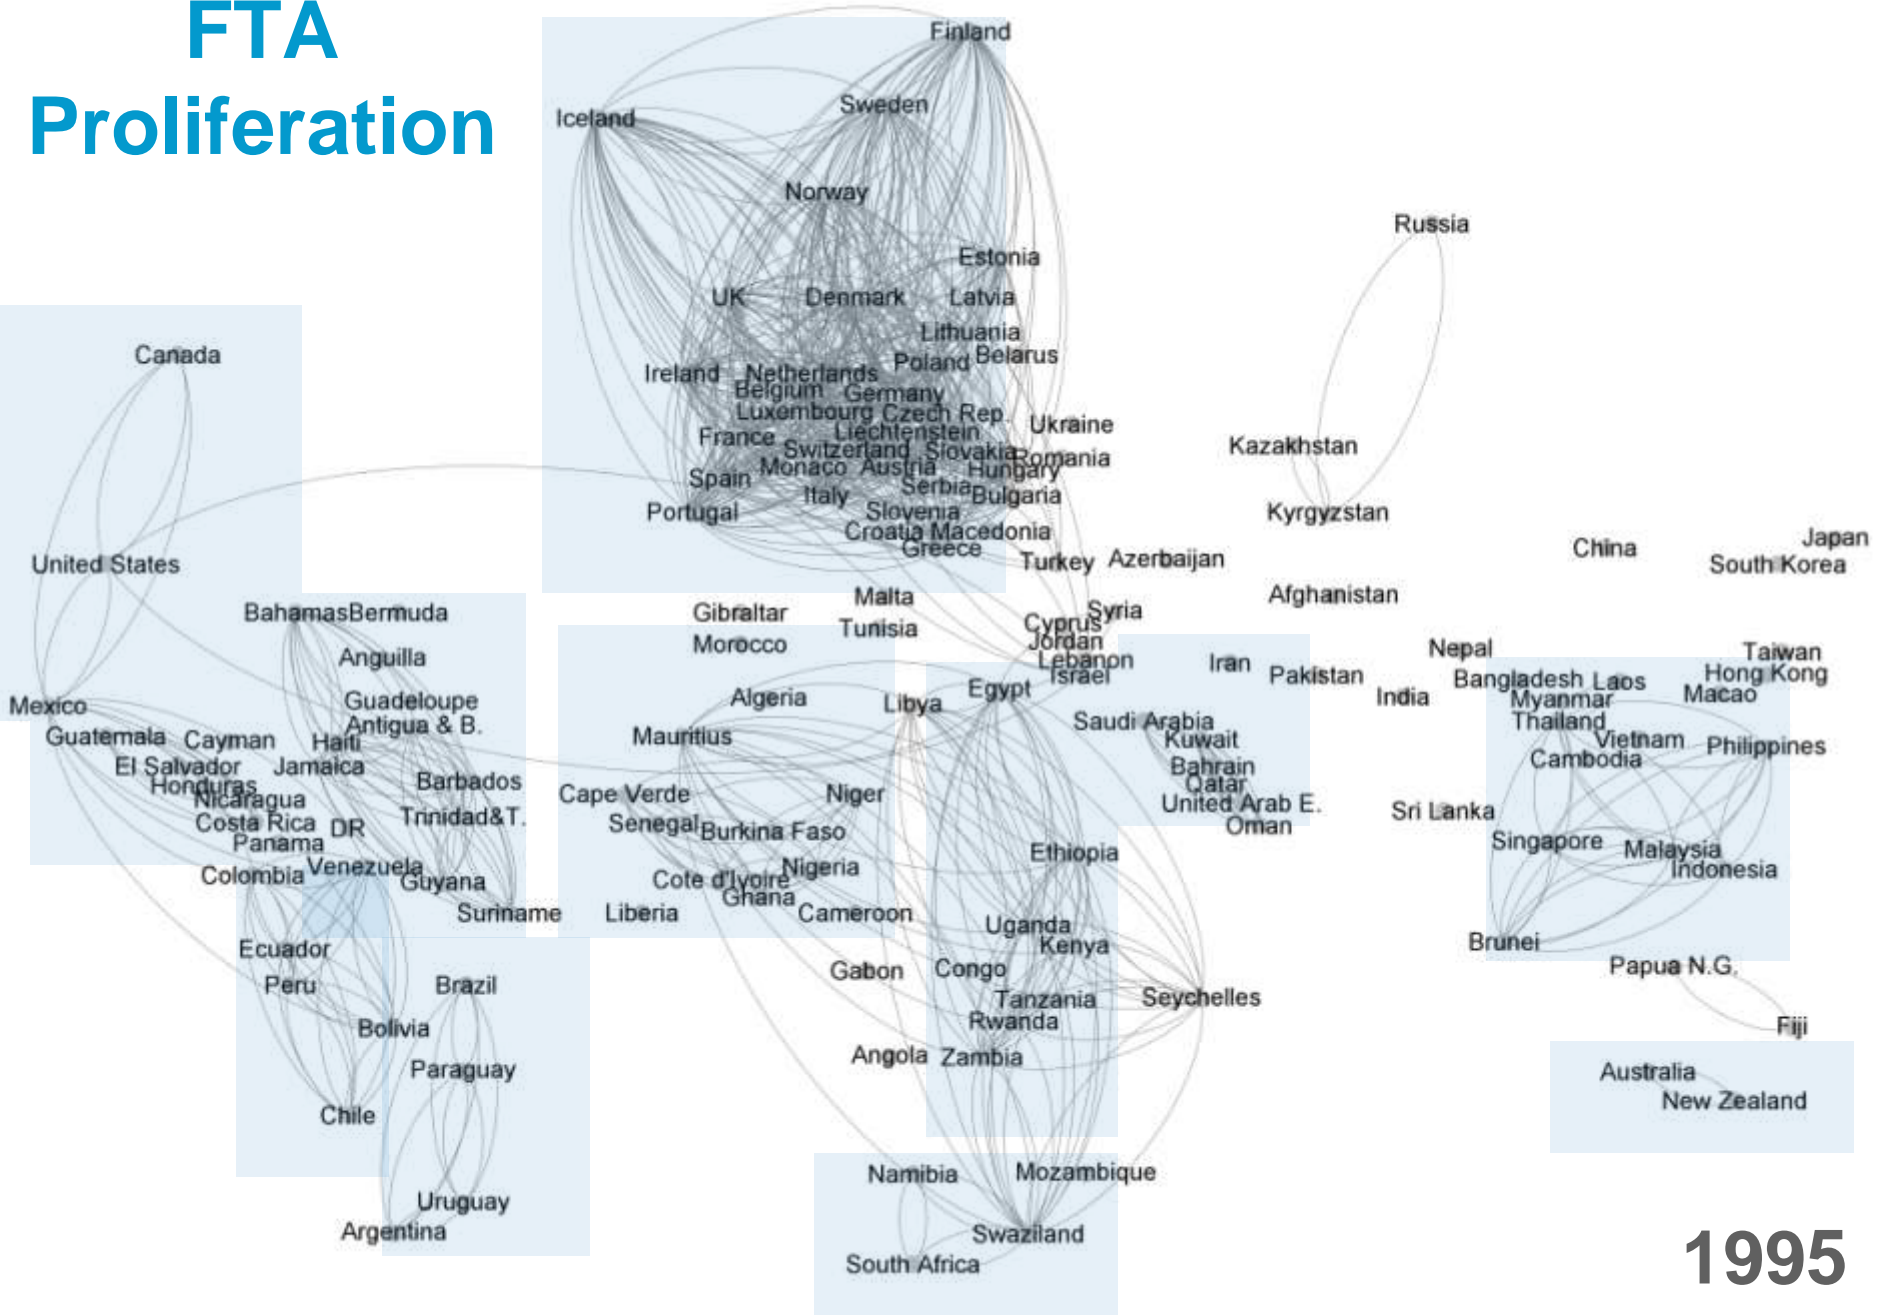 FTA
Proliferation
Finland
Sweden
Iceland
Norway
Russia
Estonia
UK Denmark Latvia
Lithuania
Canada
Poland Belarus
Ireland Netherlands
Belgium Germany
Luxembourg Czech Rep.
Ukraine
France Liechtenstein
Kazakhstan
Switzerland Slovakia Romania
Monaco Austria Hungary
Spain Serbia Bulgaria
Italy
Portugal Slovenia
Kyrgyzstan
Croatia Macedonia
Greece
China
Japan
South Korea
United States
Turkey Azerbaijan
Afghanistan
Malta
Bahamas Bermuda
Gibraltar
Syria
Tunisia
Cyprus
Morocco
Jordan
Nepal
Taiwan
Anguilla
Lebanon
Iran
Israel
Pakistan
Bangladesh Laos
Hong Kong
Macao
Egypt
India
Myanmar
Algeria
Libya
Mexico
Guadeloupe
Antigua & B.
Saudi Arabia
Thailand
Guatemala Cayman Haiti
Mauritius
Kuwait
Vietnam
Philippines
El Salvador Jamaica
Bahrain
Cambodia
Honduras
Barbados
Qatar
Nicaragua
Cape Verde
Niger
United Arab E.
Sri Lanka
Costa Rica DR Trinidad&T.
Senegal Burkina Faso
Oman
Panama
Singapore
Malaysia
Ethiopia
Venezuela
Nigeria
Indonesia
Colombia
Guyana
Cote d'Ivoire
Ghana
Suriname
Liberia
Cameroon
Uganda
Kenya
Brunei
Ecuador
Gabon
Congo
Papua N.G.
Peru
Brazil
Tanzania
Seychelles
Rwanda
Fiji
Bolivia
Angola Zambia
Paraguay
Australia
New Zealand
Chile
Namibia
Mozambique
Uruguay
Argentina
Swaziland
South Africa
1995